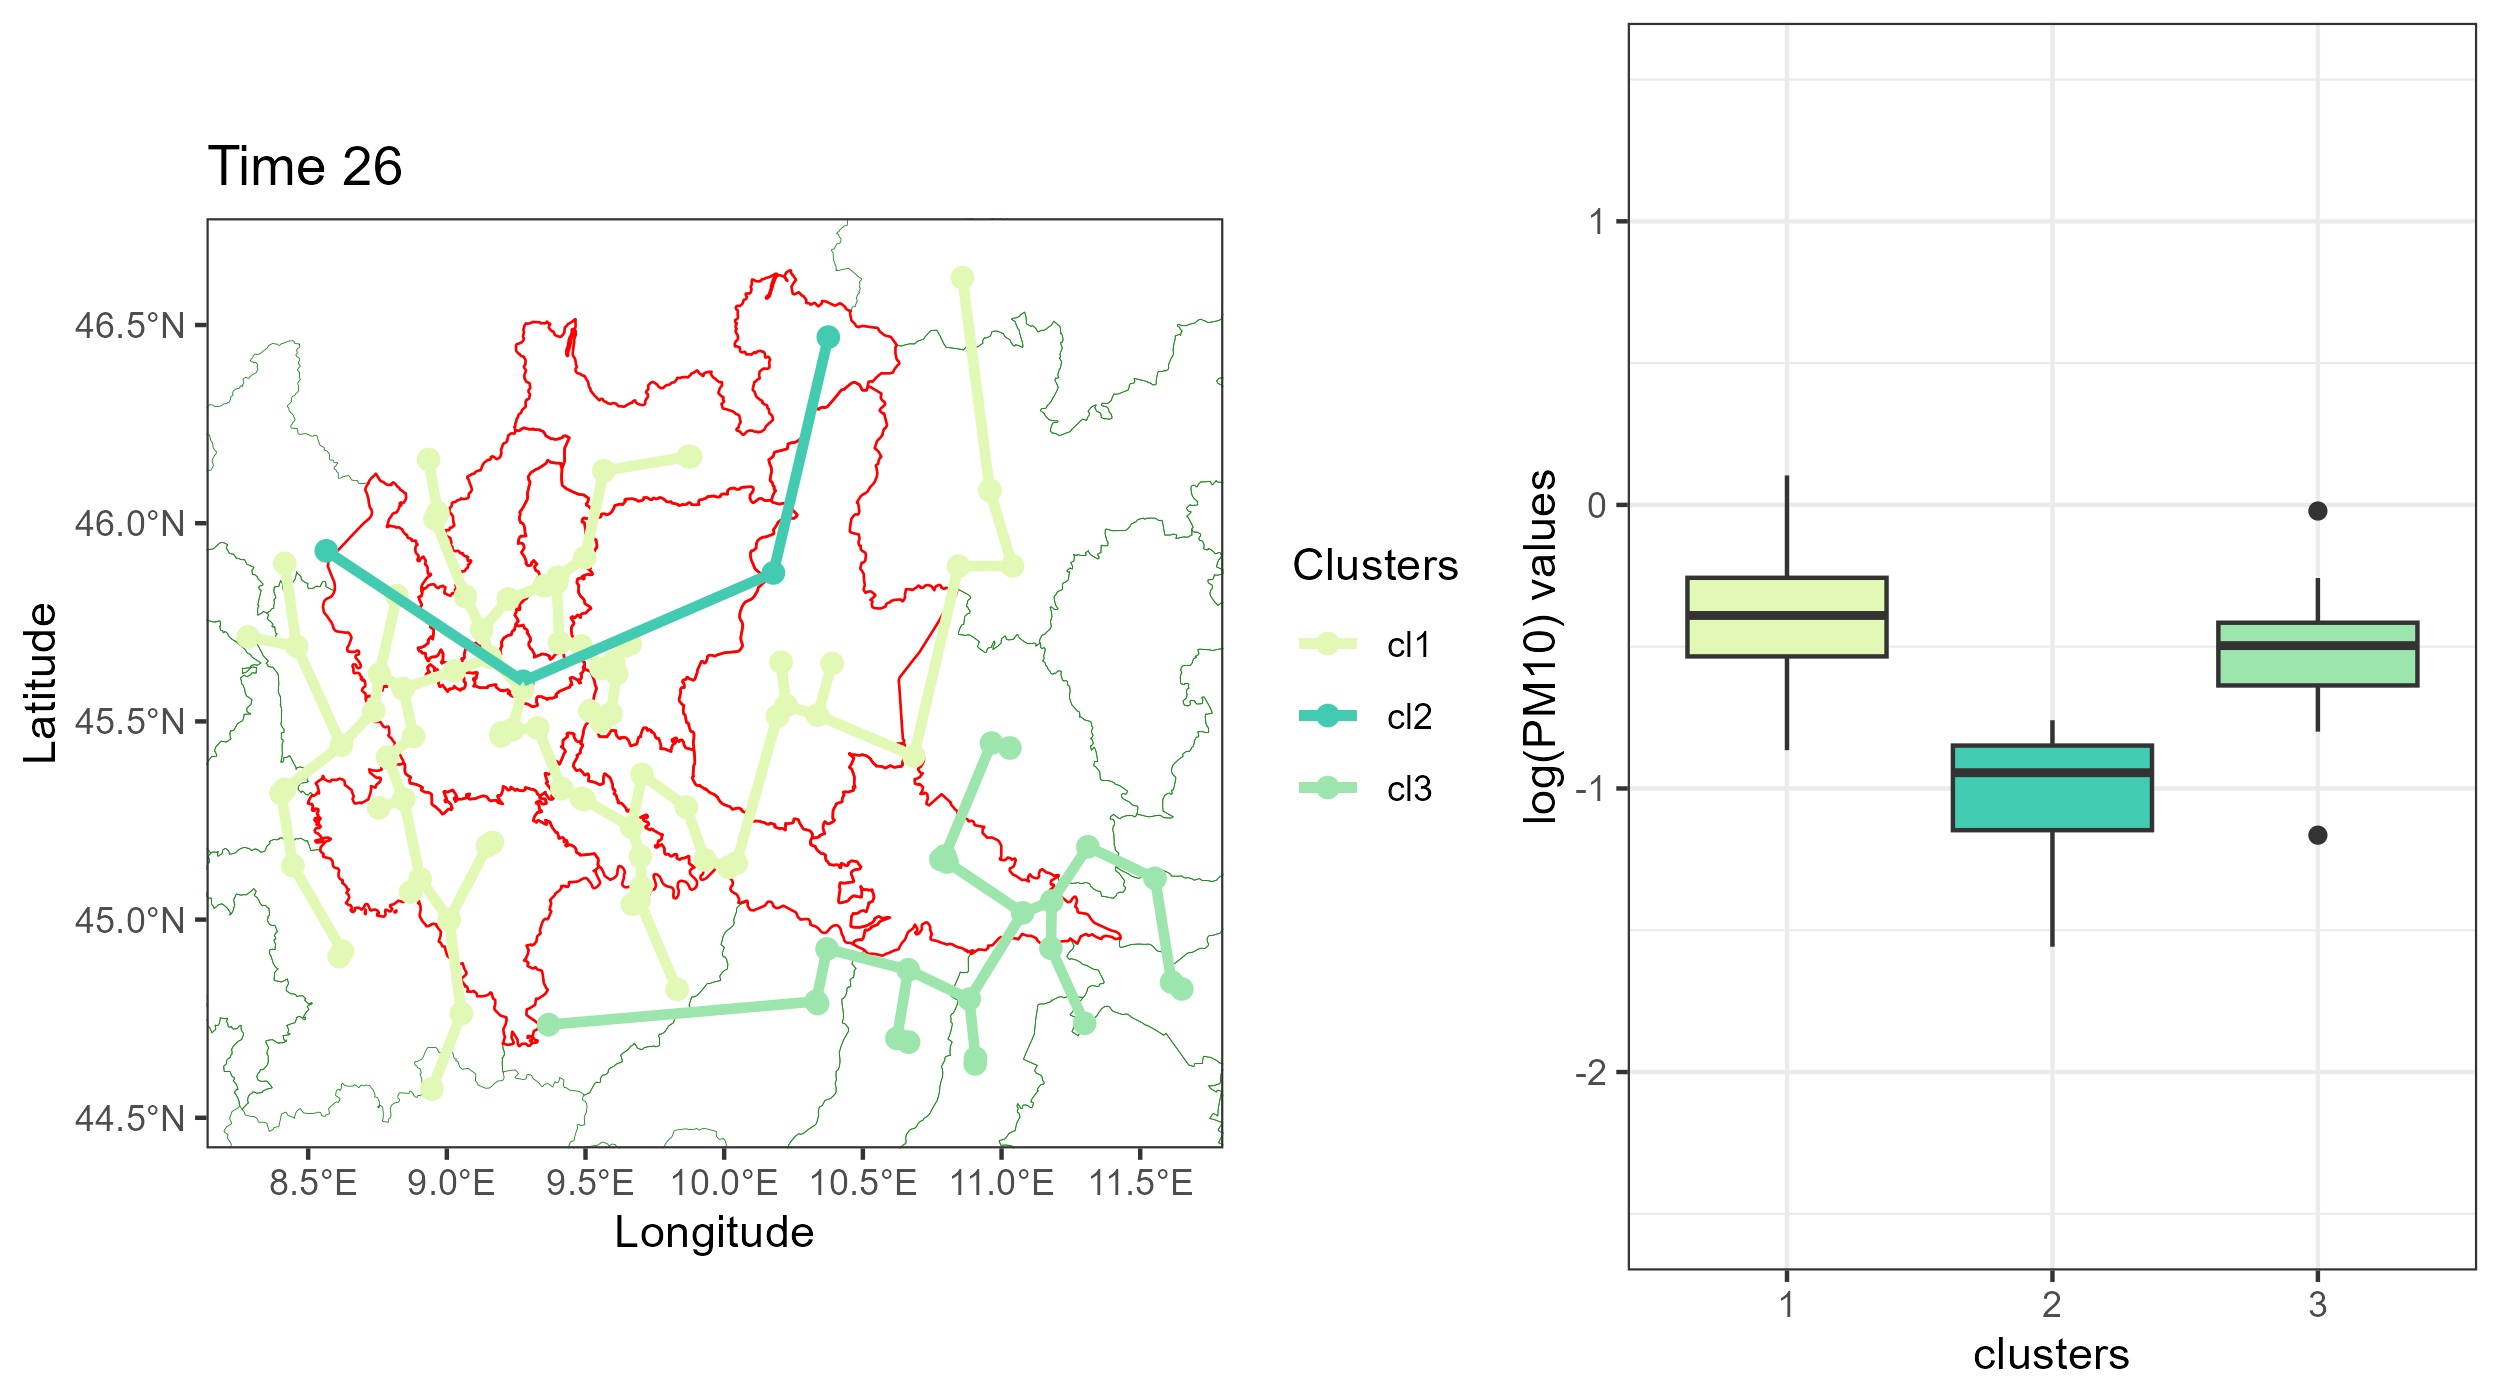 Time 26
46.5°N
46.0°N
45.5°N
45.0°N
44.5°N
Latitude
8.5°E 9.0°E 9.5°E 10.0°E 10.5°E 11.0°E 11.5°E
Longitude
Clusters
cl1
cl2
cl3
log(PM10) values
1
0
-1
-2
1 2 3
clusters